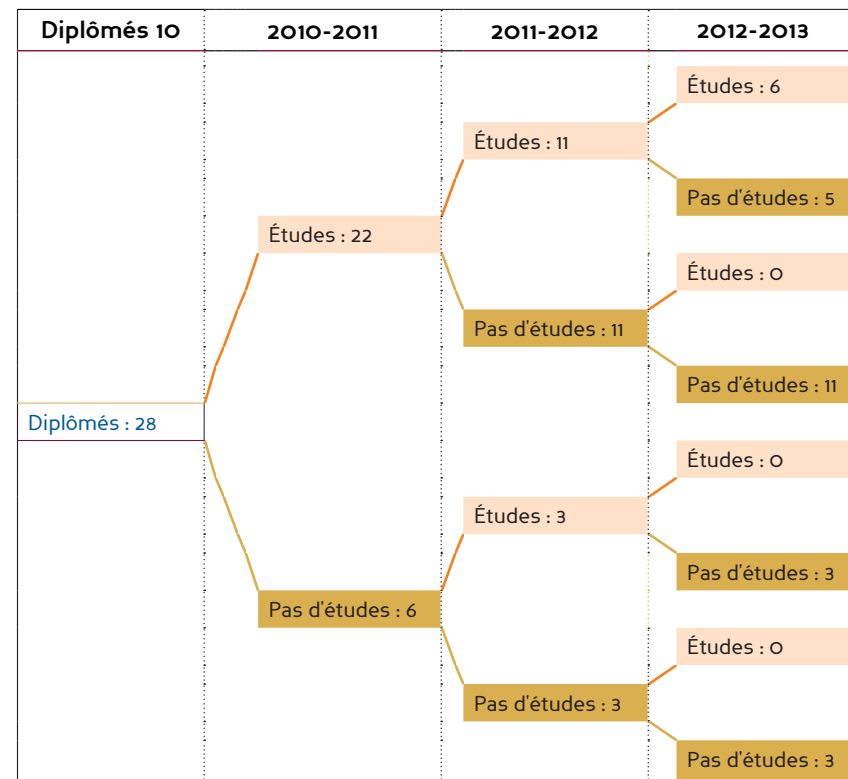 Diplômés 10 2010-2011 2011-2012 2012-2013
Études : 6
Études : 11
Pas d'études : 5
Études : 22
Études : 0
Pas d'études : 11
Pas d'études : 11
Diplômés : 28
Études : 0
Études : 3
Pas d'études : 3
Pas d'études : 6
Études : 0
Pas d'études : 3
Pas d'études : 3